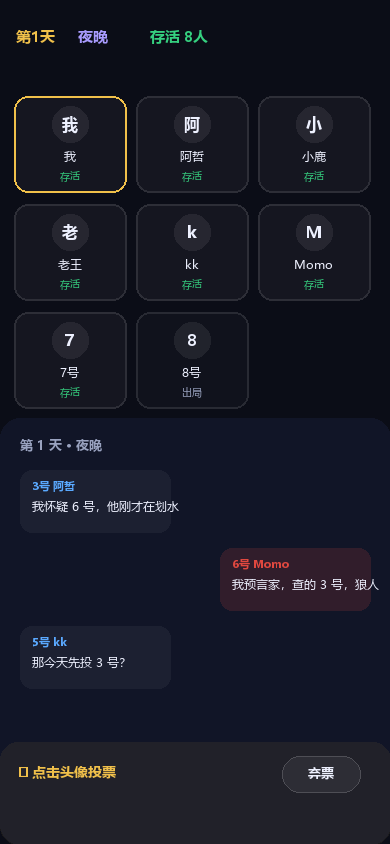 第1天 夜晚 存活 8人
我 阿 小
我 阿哲 小鹿
存活 存活 存活
老 k M
老王 kk Momo
存活 存活 存活
7 8
7号 8号
存活 出局
第 1 天 • 夜晚
3号 阿哲
我怀疑 6 号，他刚才在划水
6号 Momo
我预言家，查的 3 号，狼人
5号 kk
那今天先投 3 号？
点击头像投票 弃票